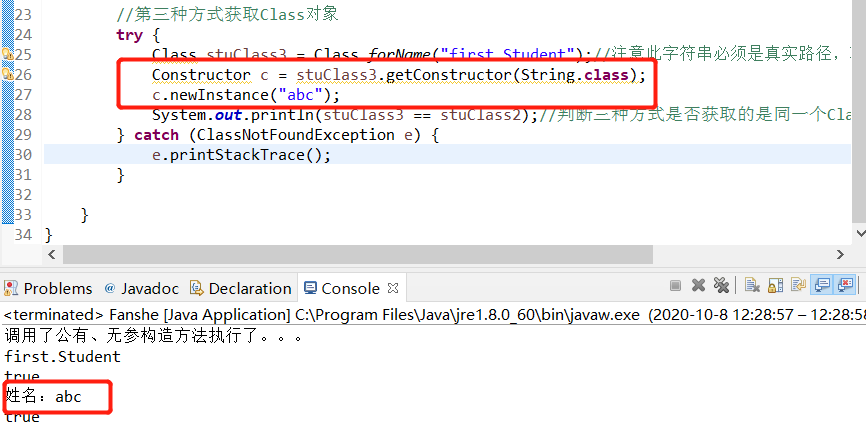 23 //第三种方式获取Class对象
24 try {
25 Class stuClass3 = Class.forName("first.Student");//注意此字符串必须是真实路径,
26 Constructor c = stuClass3.getConstructor(String.class);
27 c.newInstance("abc");
28 System.out.println(stuClass3 == stuClass2);//判断三种方式是否获取的是同一个Cla
29 } catch (ClassNotFoundException e) {
30 e.printStackTrace();
31 }
32
33 }
34 }
Problems @ Javadoc Declaration Console
<terminated> Fanshe [Java Application] C:\Program Files\Java\jre1.8.0_60\bin\javaw.exe (2020-10-8 12:28:57 – 12:28:58
调用了公有、无参构造方法执行了。。。
first.Student
true
姓名：abc
true